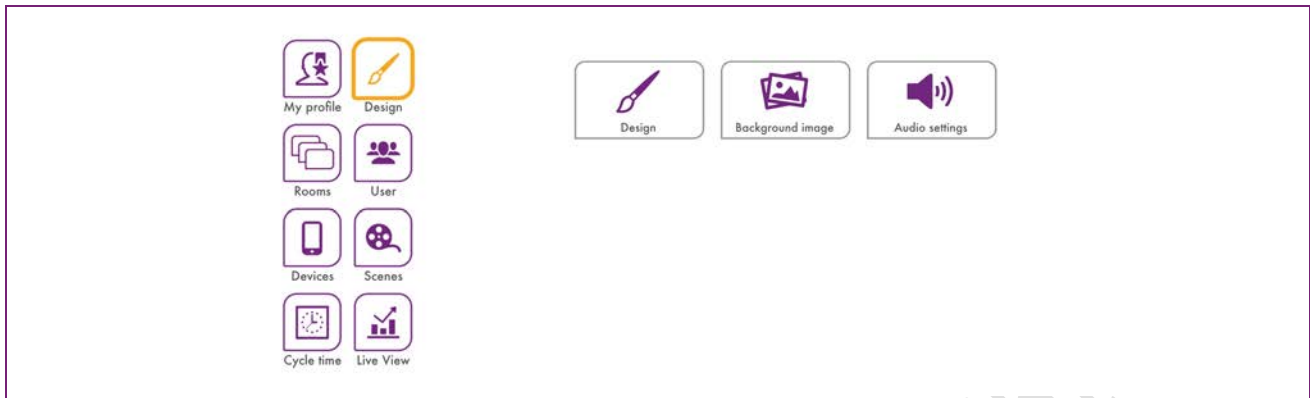 My profile Design
Design Background image Audio settings
Rooms User
Devices Scenes
Cycle time Live View